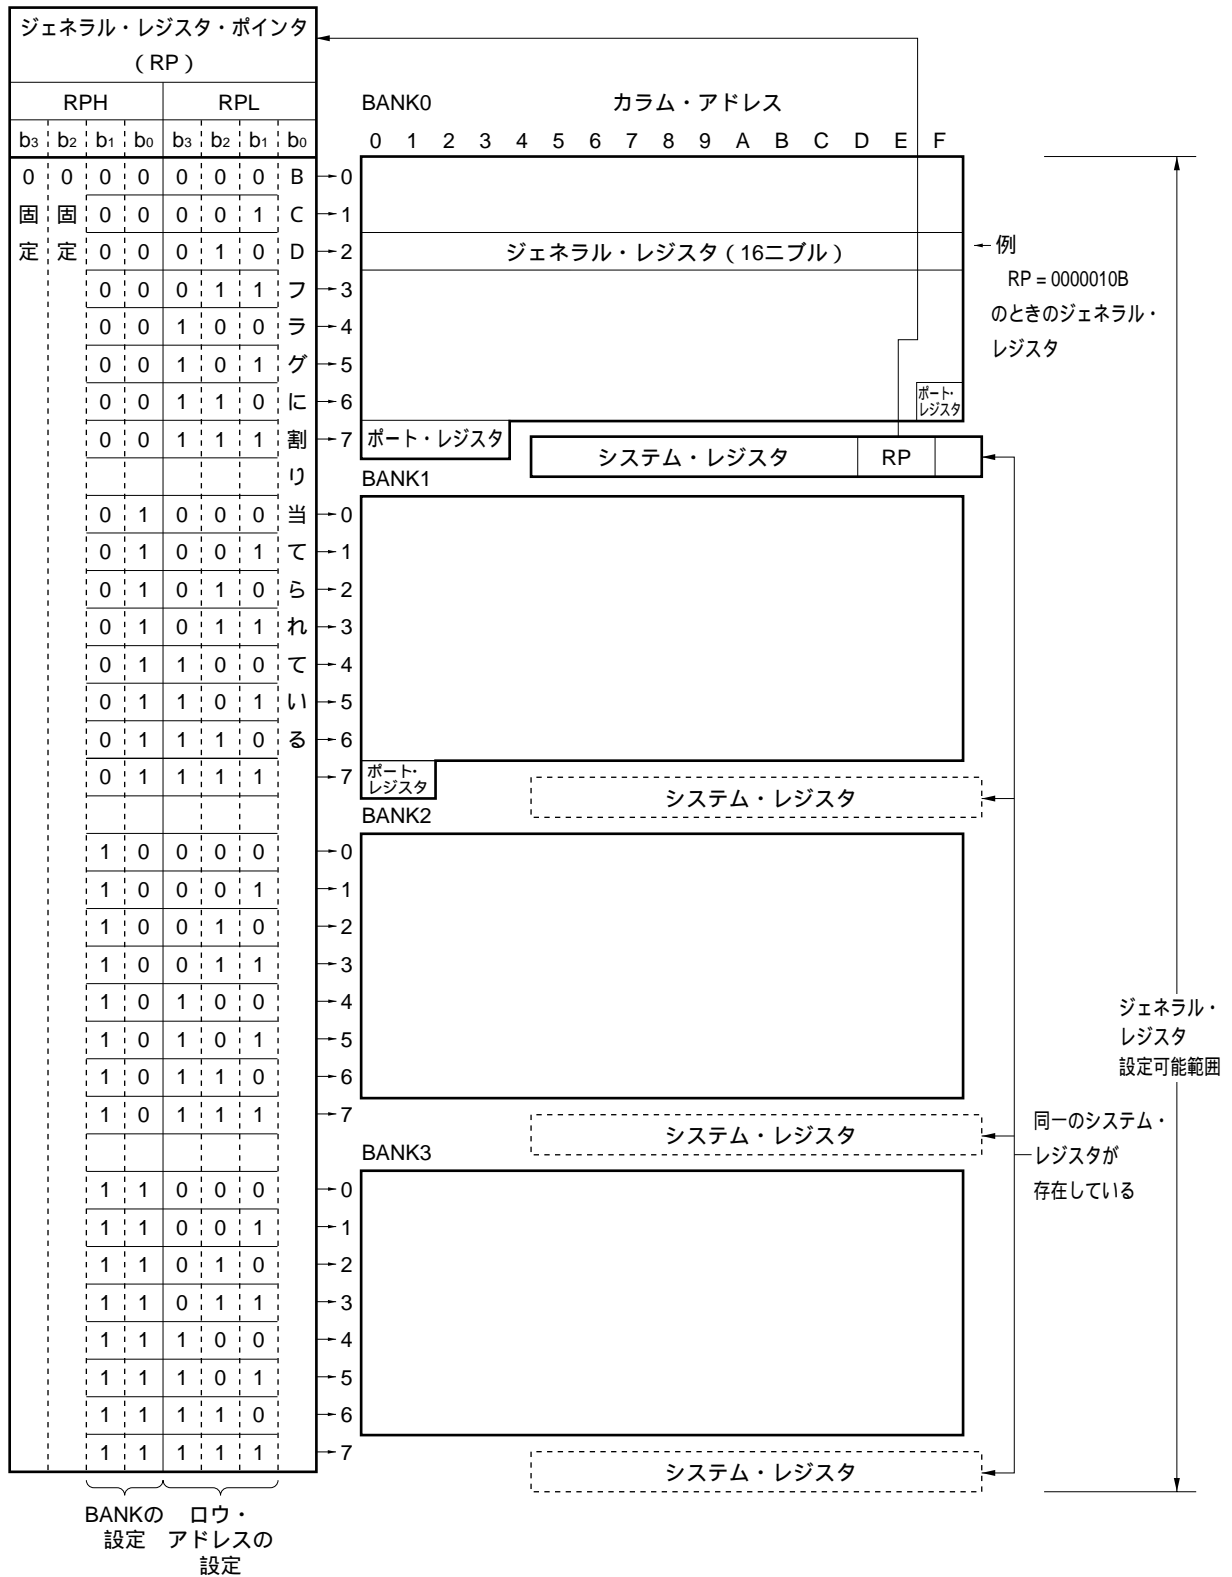 ジェネラル・レジスタ・ポインタ
(RP)
RPH RPL
b3 b2 b1 b0 b3 b2 b1 b0
BANK0 カラム・アドレス
0 1 2 3 4 5 6 7 8 9 A B C D E F
0 0 0 0 0 0 0 B 0
固 固 0 0 0 0 1 C 1
定 定 0 0 0 1 0 D 2 ジェネラル・レジスタ(16ニブル)
0 0 0 1 1 フ 3
0 0 1 0 0 ラ 4
0 0 1 0 1 グ 5
0 0 1 1 0 に 6
0 0 1 1 1 割 7
り
例
RP = 0000010B
のときのジェネラル・
レジスタ
ポート・
レジスタ
ポート・レジスタ
システム・レジスタ RP
BANK1
0 1 0 0 0 当 0
0 1 0 0 1 て 1
0 1 0 1 0 ら 2
0 1 0 1 1 れ 3
0 1 1 0 0 て 4
0 1 1 0 1 い 5
0 1 1 1 0 る 6
0 1 1 1 1 7
ポート・
レジスタ
システム・レジスタ
BANK2
1 0 0 0 0 0
1 0 0 0 1 1
1 0 0 1 0 2
1 0 0 1 1 3
1 0 1 0 0 4
1 0 1 0 1 5
1 0 1 1 0 6
1 0 1 1 1 7
システム・レジスタ
ジェネラル・
レジスタ
設定可能範囲
同一のシステム・
レジスタが
存在している
BANK3
1 1 0 0 0 0
1 1 0 0 1 1
1 1 0 1 0 2
1 1 0 1 1 3
1 1 1 0 0 4
1 1 1 0 1 5
1 1 1 1 0 6
1 1 1 1 1 7
システム・レジスタ
BANKの
設定
ロウ・
アドレスの
設定